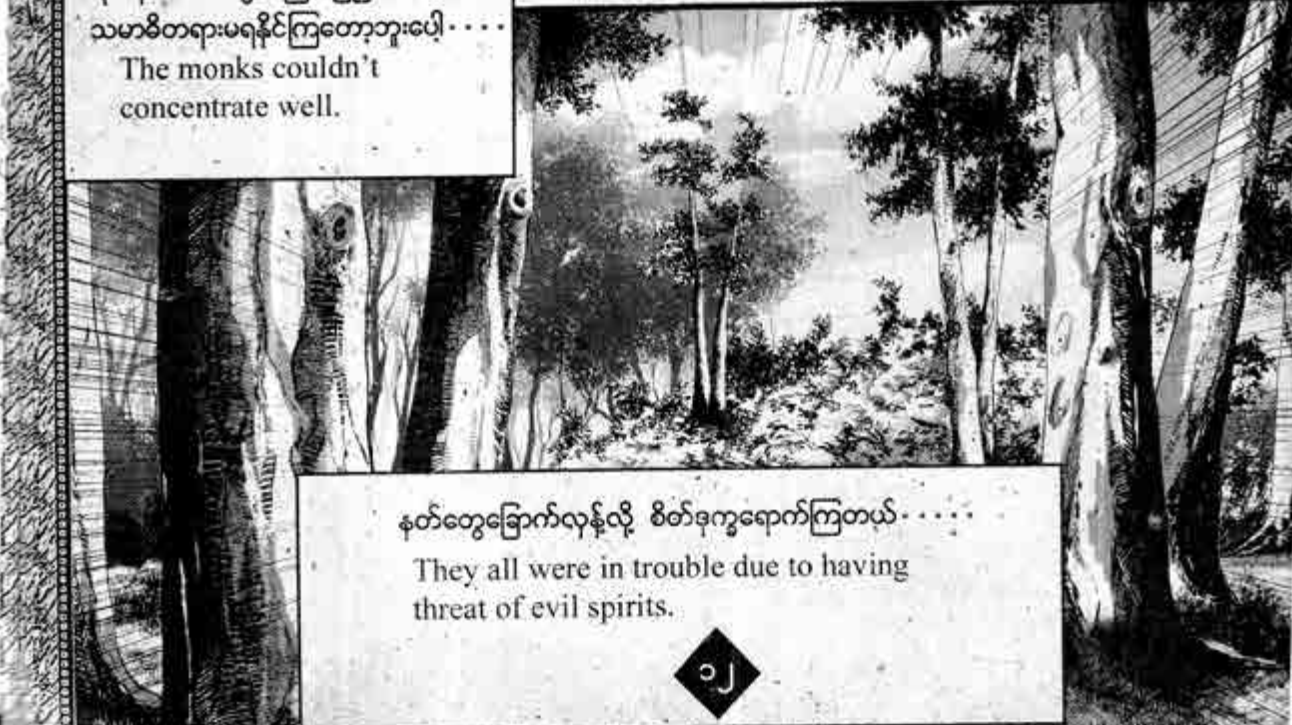 သမာဓိတရားမရနိုင်ကြတော့ဘူးပေါ့ · · · ·
The monks couldn't
concentrate well.
နတ်တွေခြောက်လှန့်လို့ စိတ်ဒုက္ခရောက်ကြတယ် · · · · ·
They all were in trouble due to having
threat of evil spirits.
၁၂